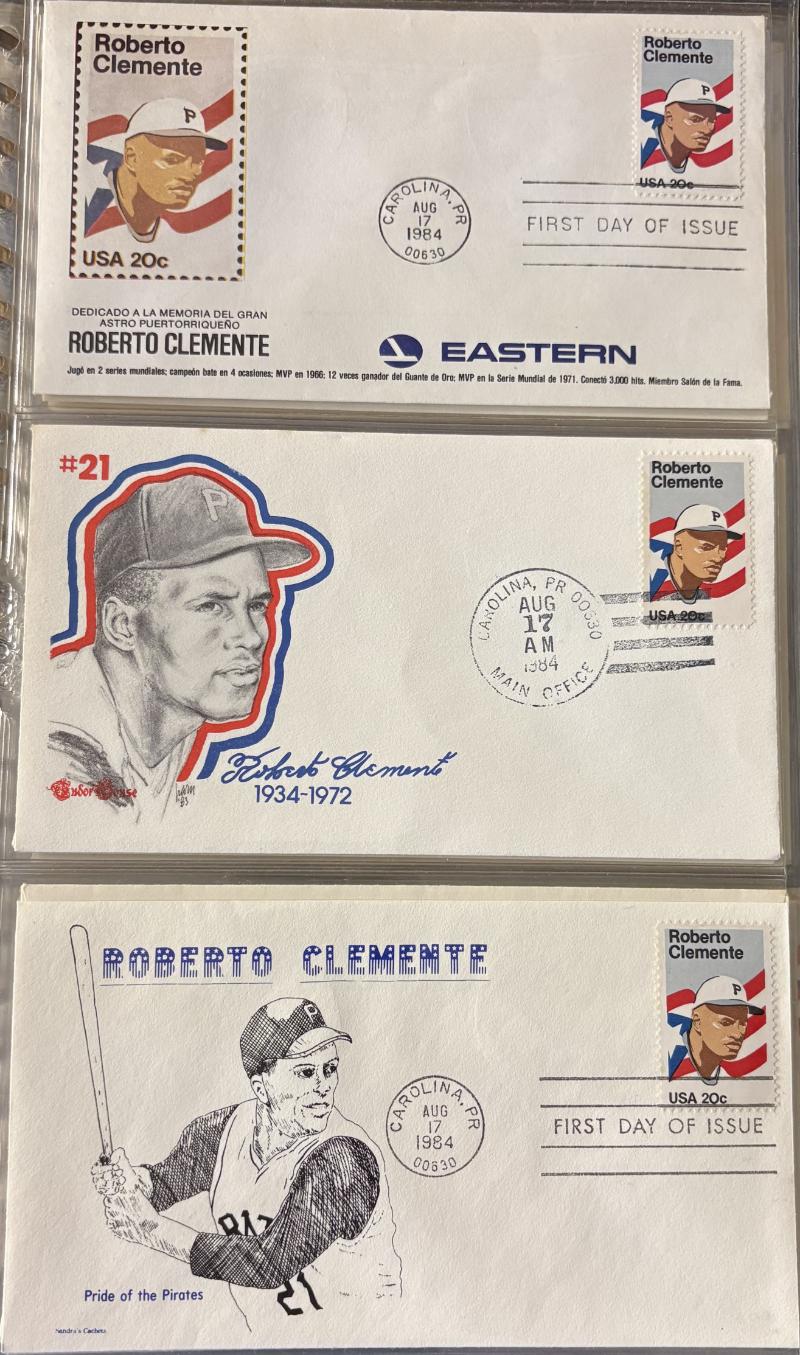 Roberto
Clemente
P
USA 20c
DEDICADO A LA MEMORIA DEL GRAN
ASTRO PUERTORRIQUEÑO
ROBERTO CLEMENTE
EASTERN
Jugó en 2 series mundiales; campeón bate en 4 ocasiones; MVP en 1966; 12 veces ganador del Guante de Oro; MVP en la Serie Mundial de 1971. Conectó 3,000 hits. Miembro Salón de la Fama.
CAROLINA, PR
AUG
17
1984
00630
Roberto
Clemente
P
USA 20c
FIRST DAY OF ISSUE
#21
P
Roberto Clemente
1934-1972
Tudor House
83
CAROLINA, PR 00630
AUG
17
AM
1984
MAIN OFFICE
Roberto
Clemente
P
USA 20c
ROBERTO CLEMENTE
P
21
Pride of the Pirates
Sandra's Cachets
CAROLINA, PR
AUG
17
1984
00630
Roberto
Clemente
P
USA 20c
FIRST DAY OF ISSUE